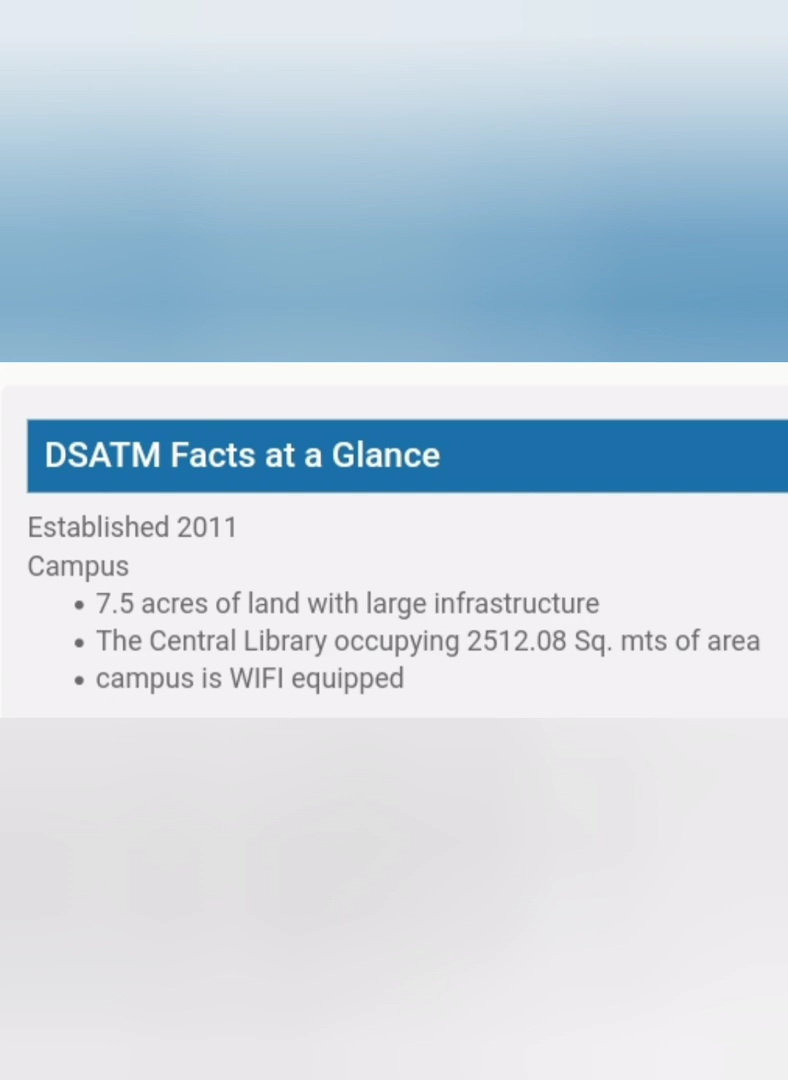 DSATM Facts at a Glance
Established 2011
Campus
• 7.5 acres of land with large infrastructure
• The Central Library occupying 2512.08 Sq. mts of area
• campus is WIFI equipped